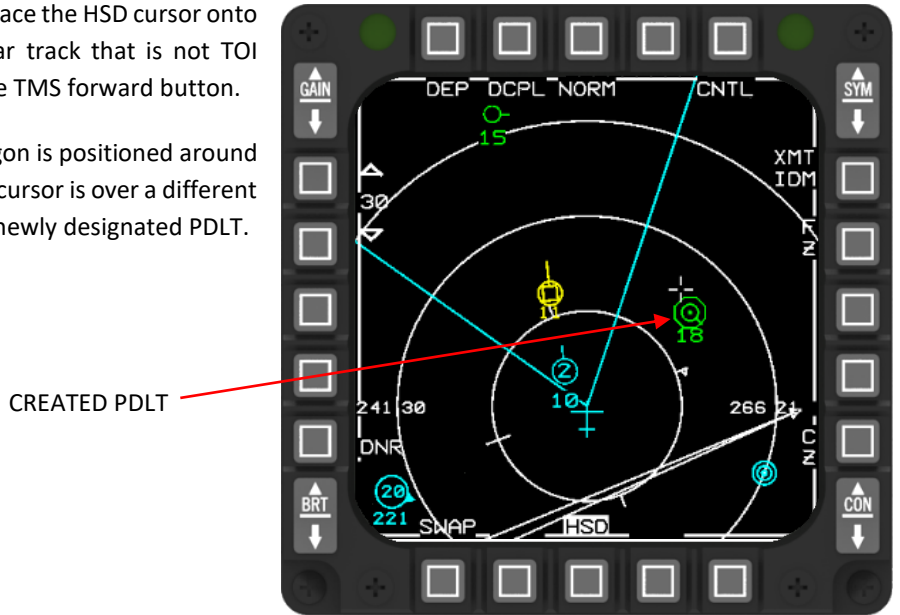 ace the HSD cursor onto
ar track that is not TOI
e TMS forward button.
gon is positioned around
cursor is over a different
newly designated PDLT.
CREATED PDLT
GAIN
SYM
BRT
CON
DEP DCPL NORM CNTL
15
XMT
IDM
30
F
Z
11
18
2
10
241 30
266 21
DNR
C
Z
20
221
SWAP
HSD